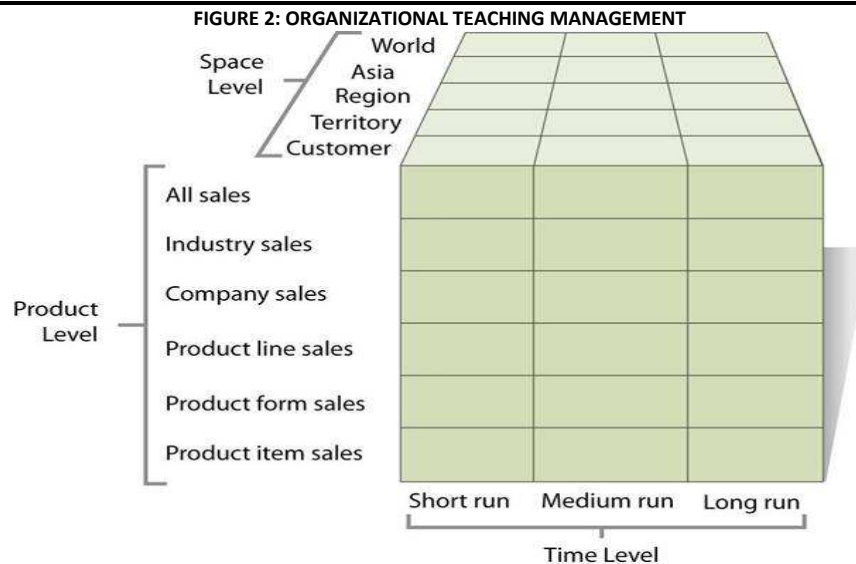 FIGURE 2: ORGANIZATIONAL TEACHING MANAGEMENT
Space
Level
World
Asia
Region
Territory
Customer
Product
Level
All sales
Industry sales
Company sales
Product line sales
Product form sales
Product item sales
Short run
Medium run
Long run
Time Level